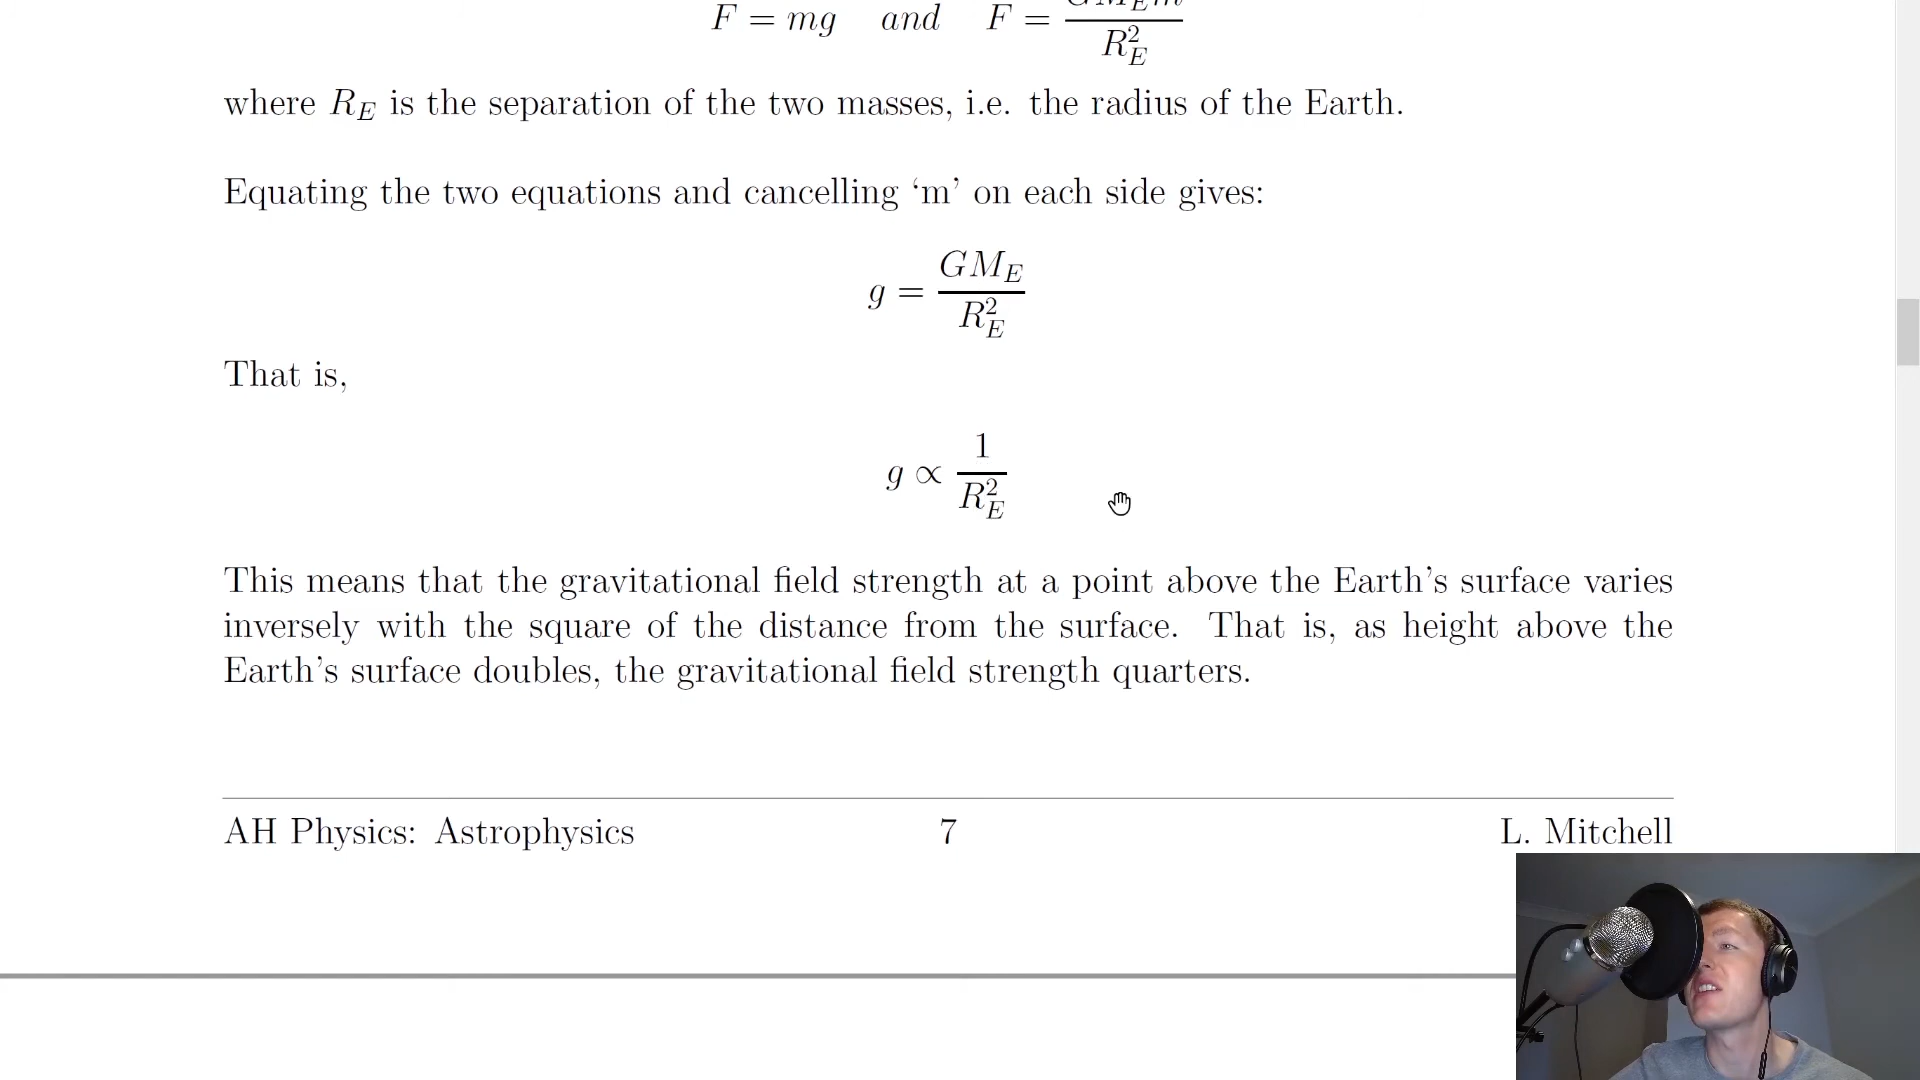 F = mg and F = GM_E m / R_E^2
where R_E is the separation of the two masses, i.e. the radius of the Earth.
Equating the two equations and cancelling ‘m’ on each side gives:
g = GM_E / R_E^2
That is,
g ∝ 1 / R_E^2
This means that the gravitational field strength at a point above the Earth’s surface varies
inversely with the square of the distance from the surface. That is, as height above the
Earth’s surface doubles, the gravitational field strength quarters.
AH Physics: Astrophysics 7 L. Mitchell